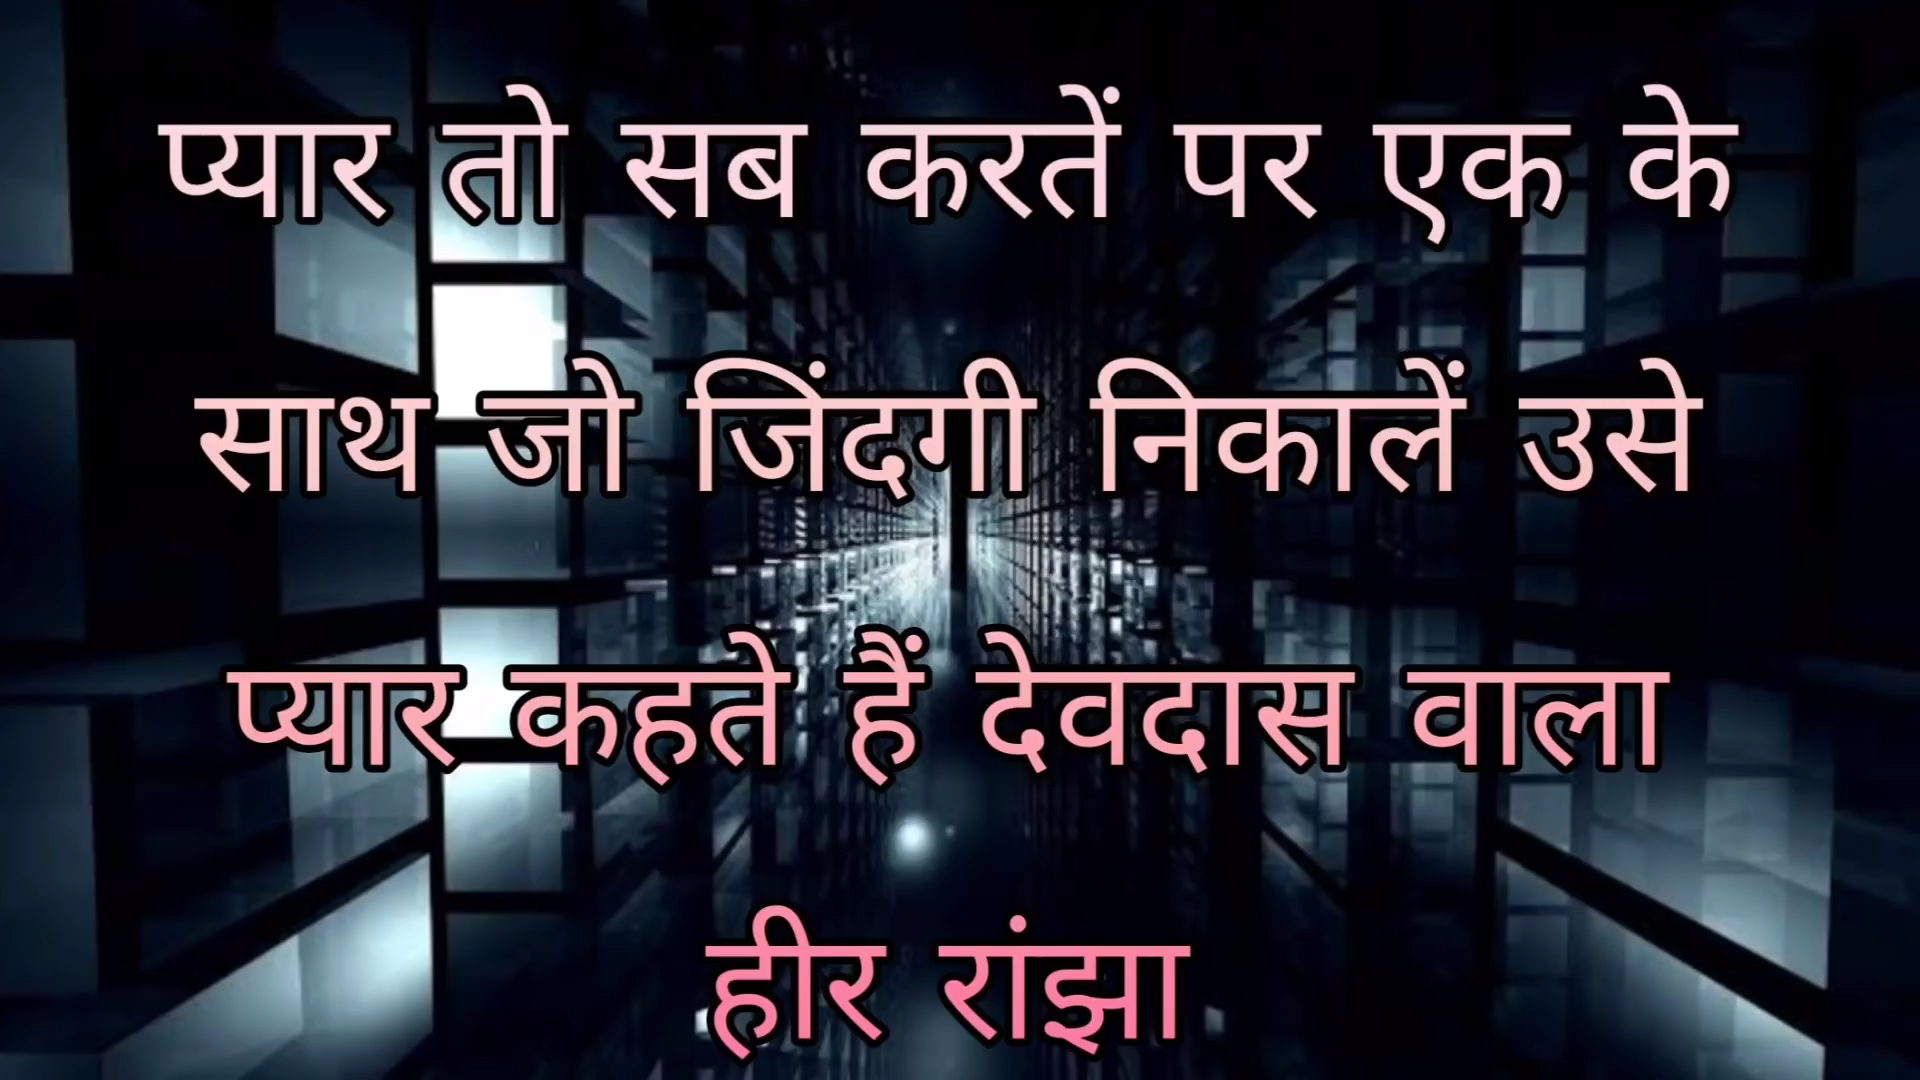 प्यार तो सब करतें पर एक के
साथ जो जिंदगी निकालें उसे
प्यार कहते हैं देवदास वाला
हीर रांझा